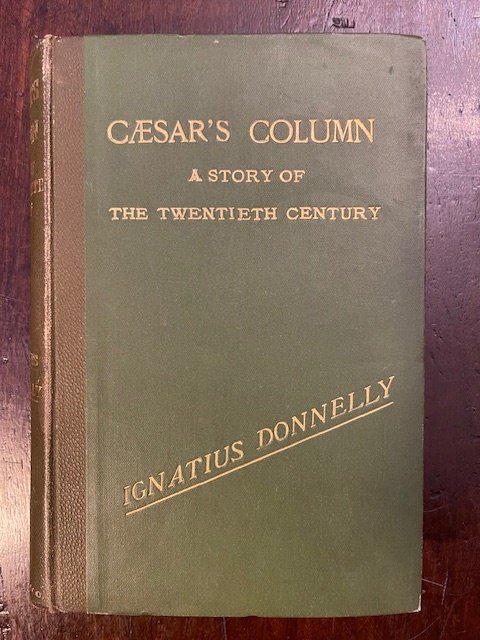 CÆSAR'S COLUMN
A STORY OF
THE TWENTIETH CENTURY
IGNATIUS DONNELLY